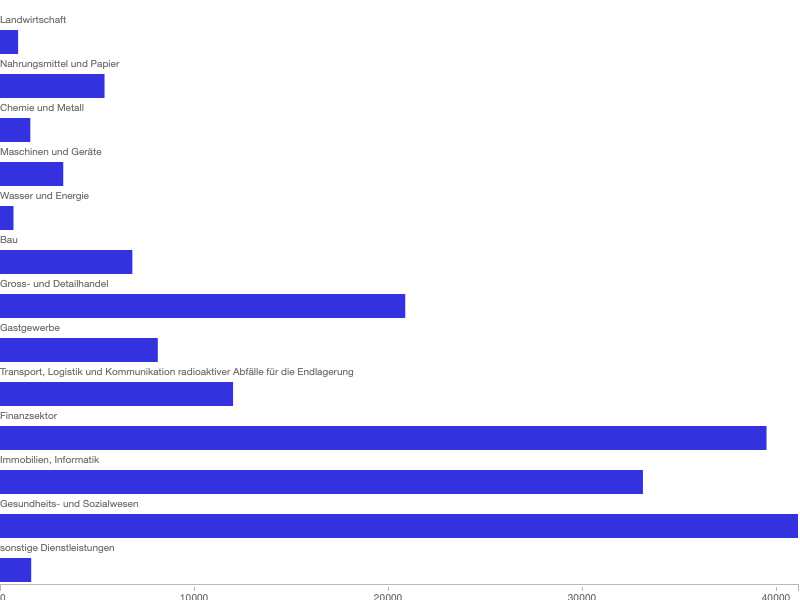 Landwirtschaft
Nahrungsmittel und Papier
Chemie und Metall
Maschinen und Geräte
Wasser und Energie
Bau
Gross- und Detailhandel
Gastgewerbe
Transport, Logistik und Kommunikation radioaktiver Abfälle für die Endlagerung
Finanzsektor
Immobilien, Informatik
Gesundheits- und Sozialwesen
sonstige Dienstleistungen
0 10000 20000 30000 40000